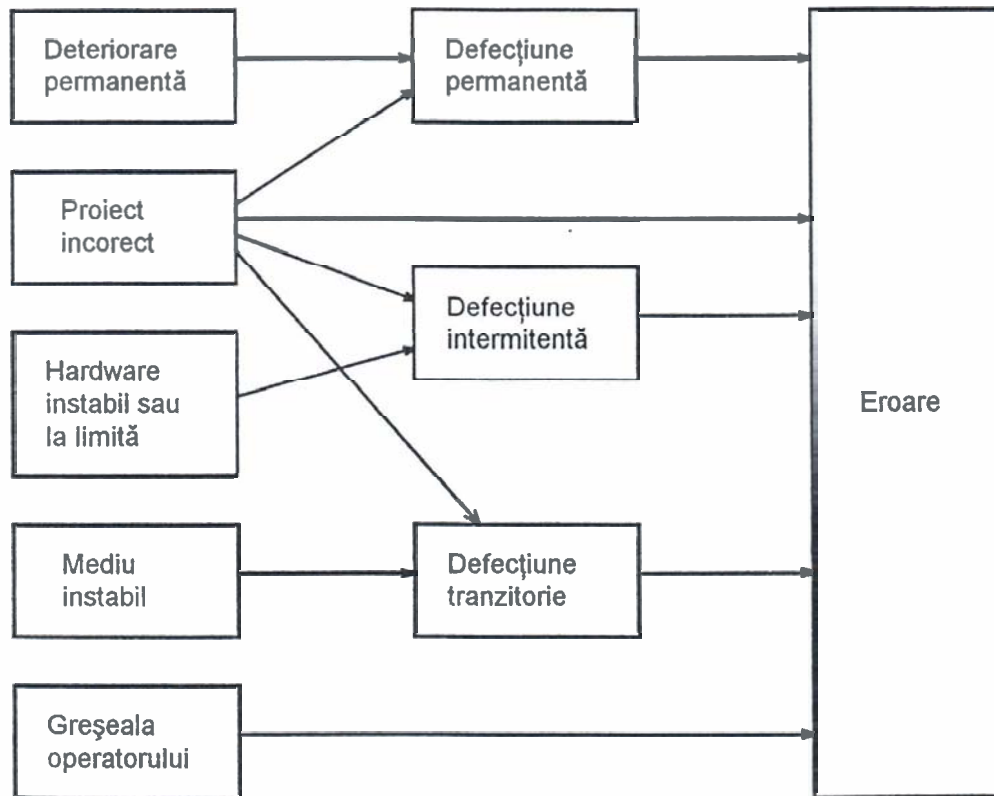 Deteriorare
permanentă
Defecțiune
permanentă
Proiect
incorect
Defecțiune
intermitentă
Hardware
instabil sau
la limită
Eroare
Mediu
instabil
Defecțiune
tranzitorie
Greşeala
operatorului